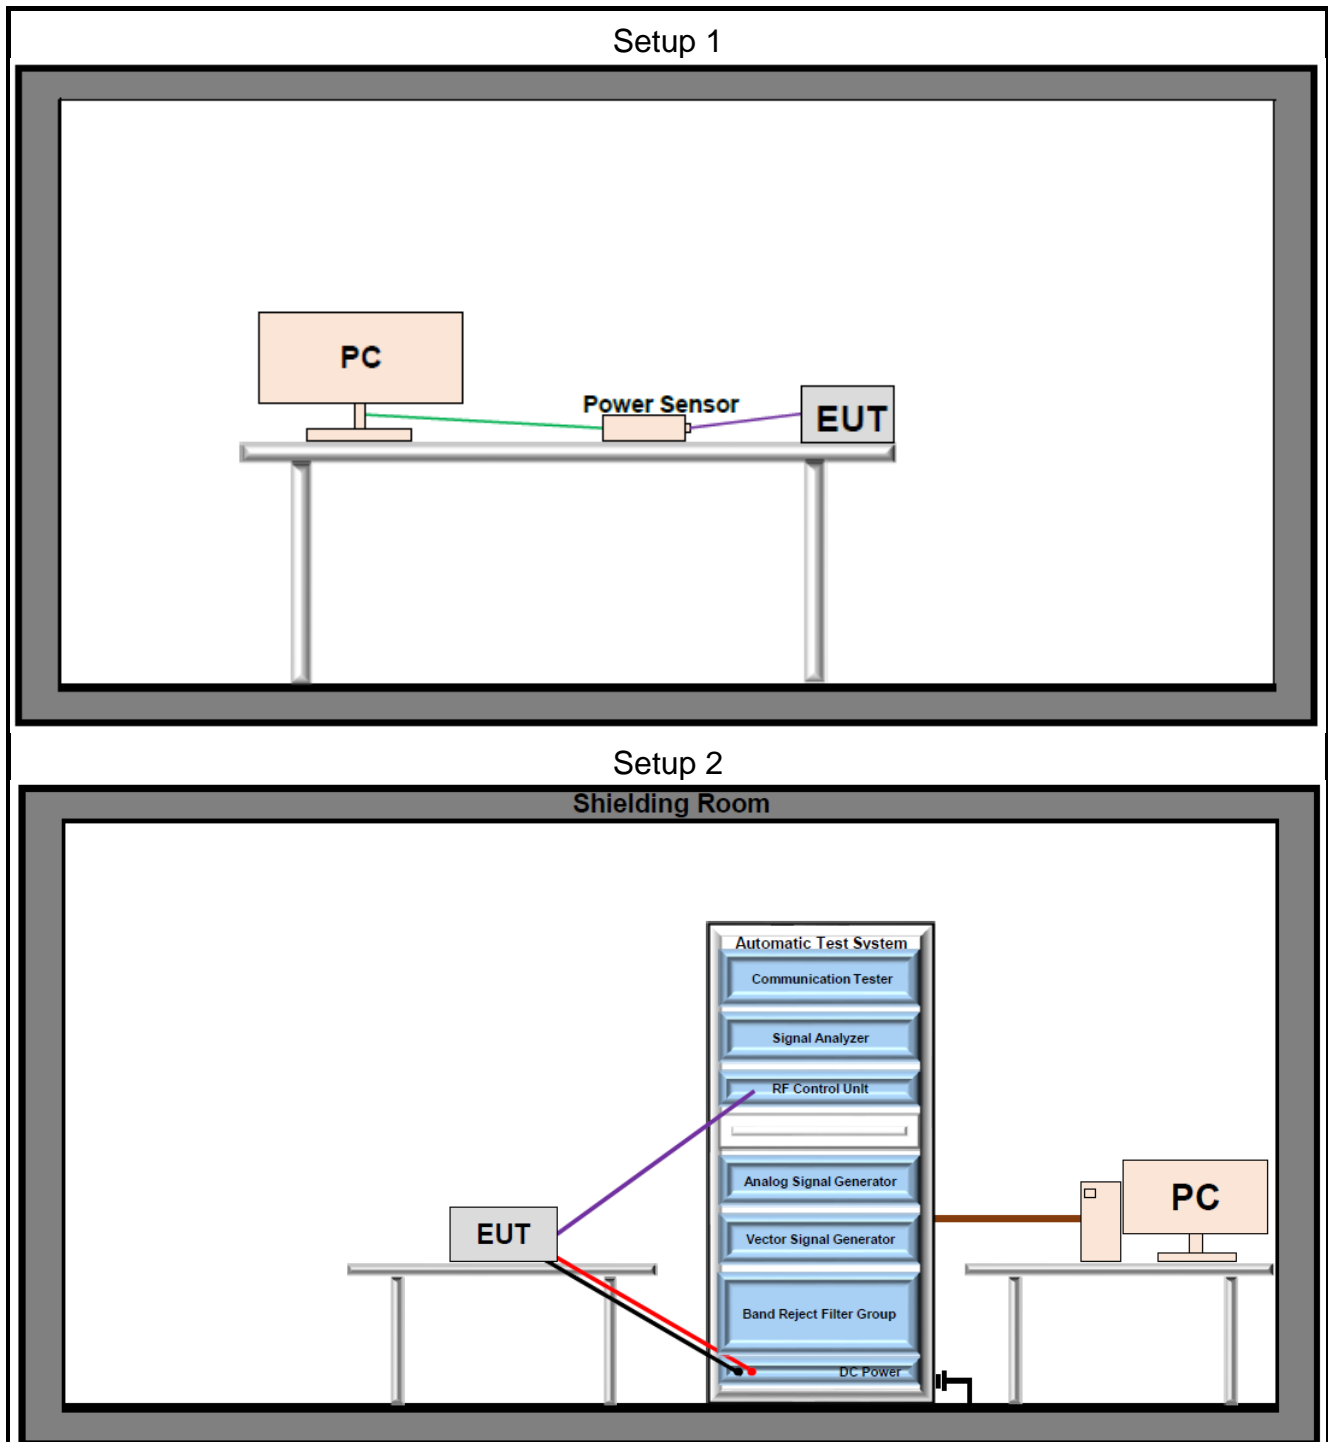 Setup 1
PC
Power Sensor
EUT
Setup 2
Shielding Room
Automatic Test System
Communication Tester
Signal Analyzer
RF Control Unit
Analog Signal Generator
Vector Signal Generator
Band Reject Filter Group
DC Power
EUT
PC